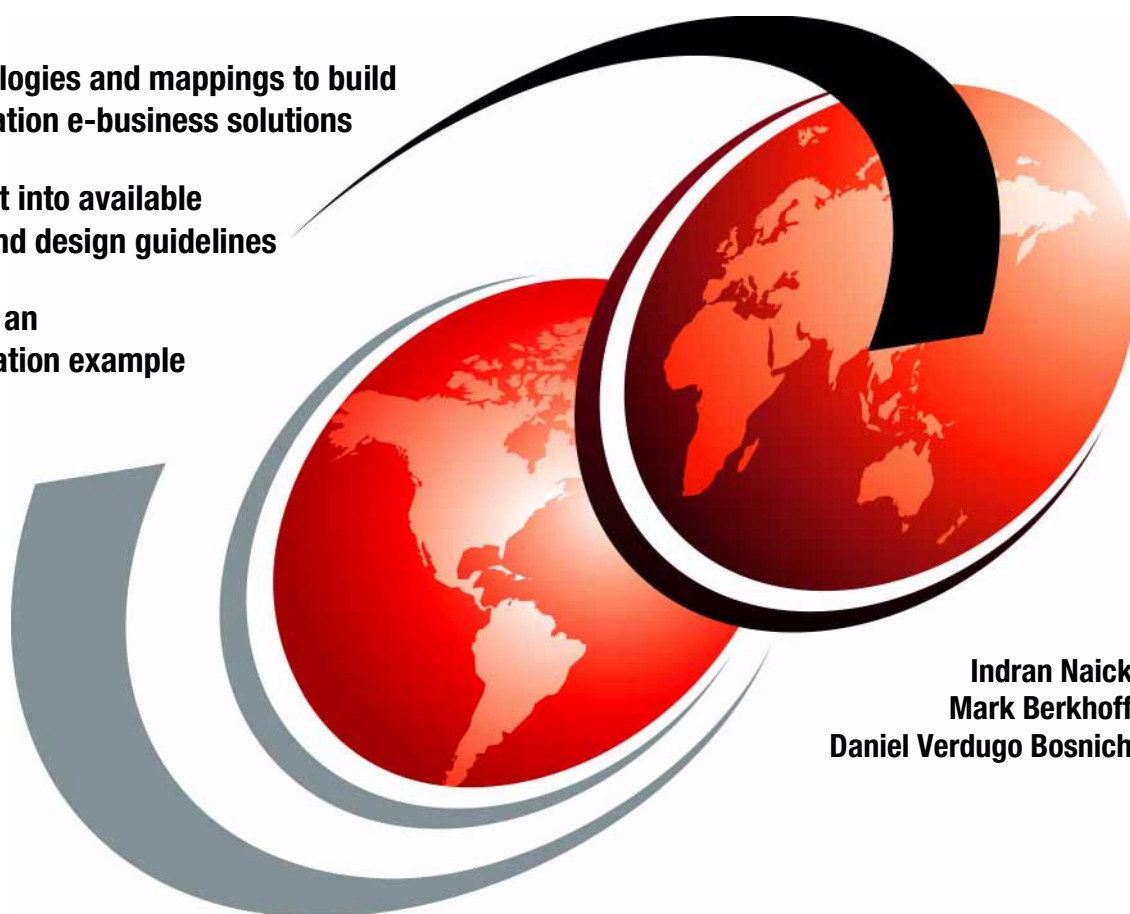 logies and mappings to build
ation e-business solutions
t into available
nd design guidelines
an
ation example
Indran Naick
Mark Berkhoff
Daniel Verdugo Bosnich